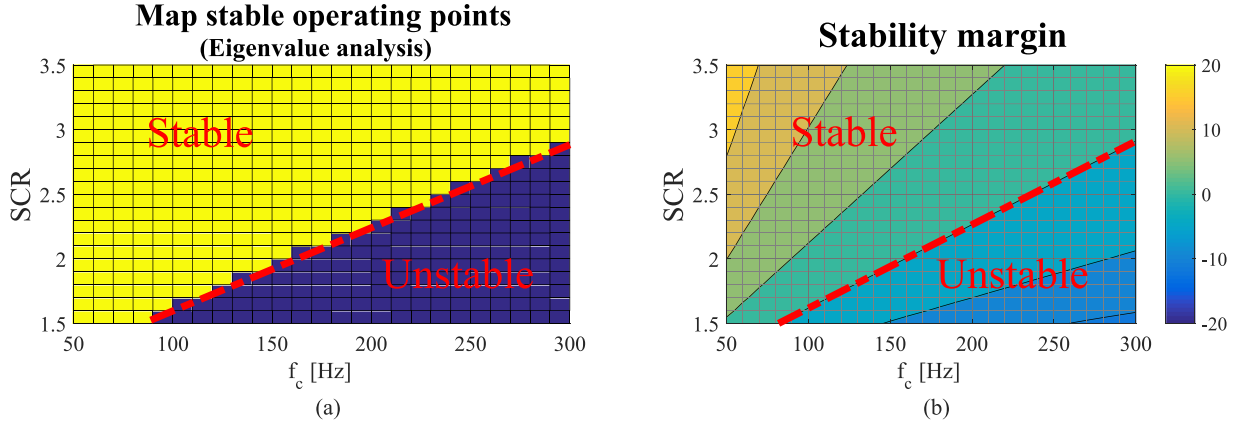 Map stable operating points
(Eigenvalue analysis)
3.5
3
2.5
2
1.5
SCR
Stable
Unstable
50
100
150
200
250
300
f_c [Hz]
(a)
Stability margin
3.5
3
2.5
2
1.5
SCR
Stable
Unstable
50
100
150
200
250
300
f_c [Hz]
(b)
20
10
0
-10
-20